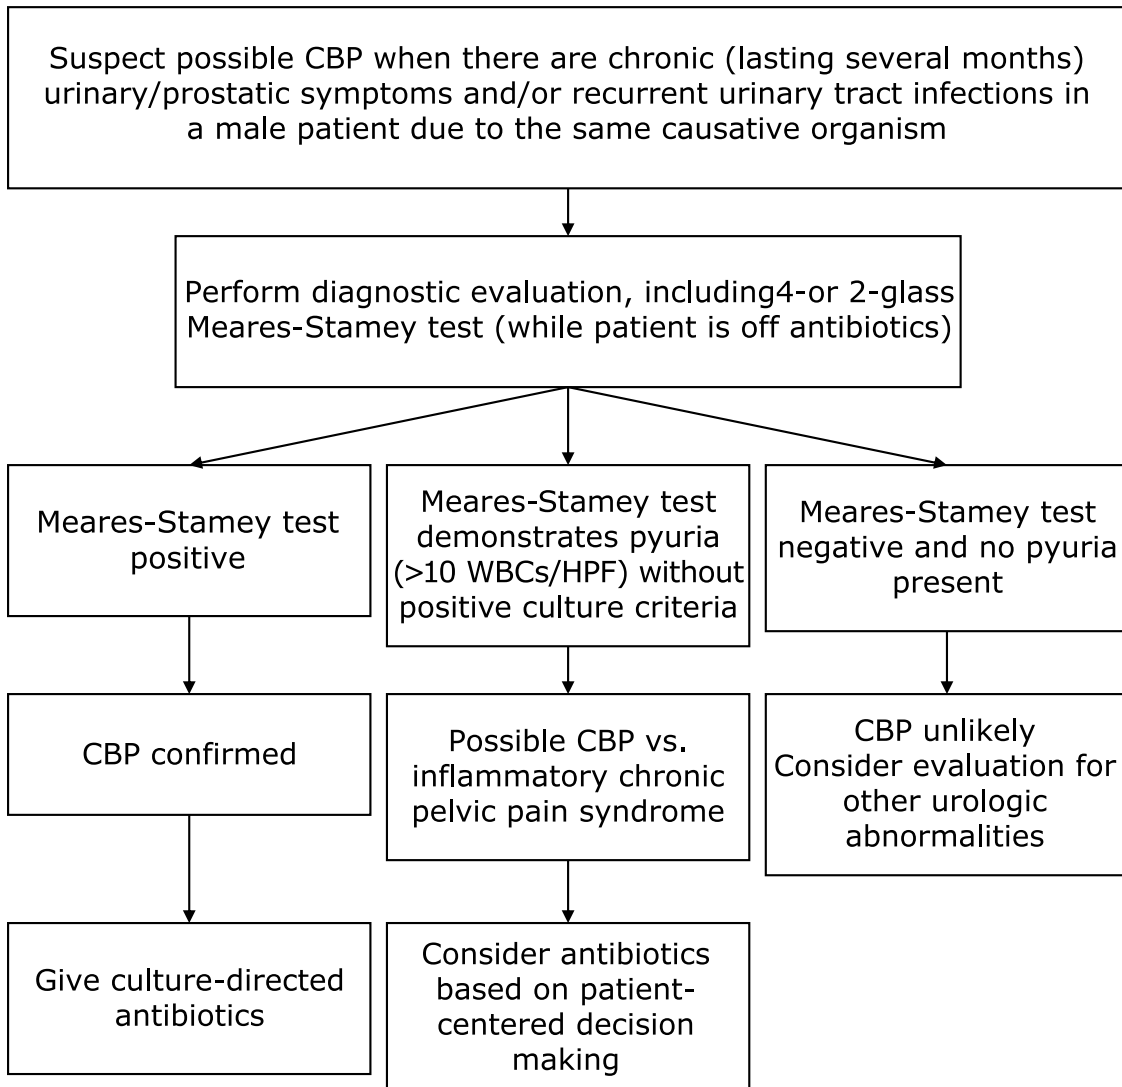 Suspect possible CBP when there are chronic (lasting several months)
urinary/prostatic symptoms and/or recurrent urinary tract infections in
a male patient due to the same causative organism
Perform diagnostic evaluation, including4-or 2-glass
Meares-Stamey test (while patient is off antibiotics)
Meares-Stamey test
positive
Meares-Stamey test
demonstrates pyuria
(>10 WBCs/HPF) without
positive culture criteria
Meares-Stamey test
negative and no pyuria
present
CBP confirmed
Possible CBP vs.
inflammatory chronic
pelvic pain syndrome
CBP unlikely
Consider evaluation for
other urologic
abnormalities
Give culture-directed
antibiotics
Consider antibiotics
based on patient-
centered decision
making